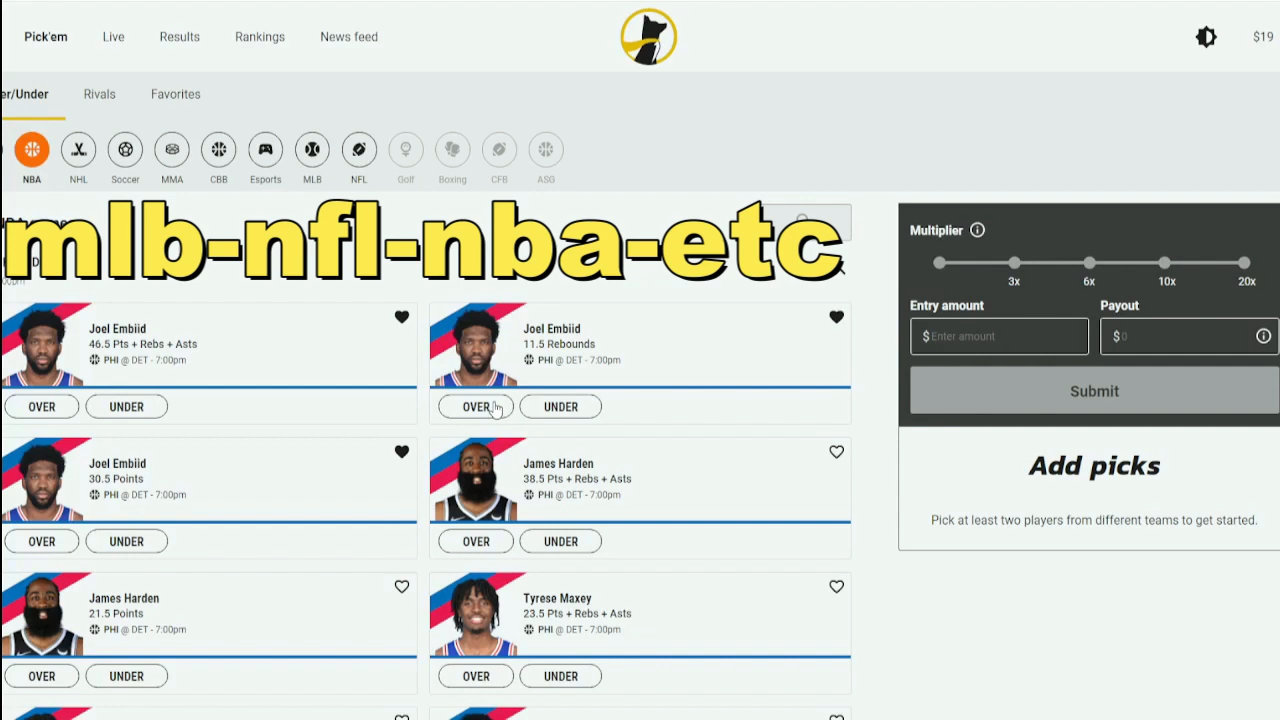 Pick'em Live Results Rankings News feed $19
er/Under Rivals Favorites
NBA NHL Soccer MMA CBB Esports MLB NFL Golf Boxing CFB ASG
mlb-nfl-nba-etc
Joel Embiid
46.5 Pts + Rebs + Asts
PHI @ DET - 7:00pm
OVER UNDER
Joel Embiid
11.5 Rebounds
PHI @ DET - 7:00pm
OVER UNDER
Joel Embiid
30.5 Points
PHI @ DET - 7:00pm
OVER UNDER
James Harden
38.5 Pts + Rebs + Asts
PHI @ DET - 7:00pm
OVER UNDER
James Harden
21.5 Points
PHI @ DET - 7:00pm
OVER UNDER
Tyrese Maxey
23.5 Pts + Rebs + Asts
PHI @ DET - 7:00pm
OVER UNDER
Multiplier
3x 6x 10x 20x
Entry amount Payout
$ Enter amount $ 0
Submit
Add picks
Pick at least two players from different teams to get started.